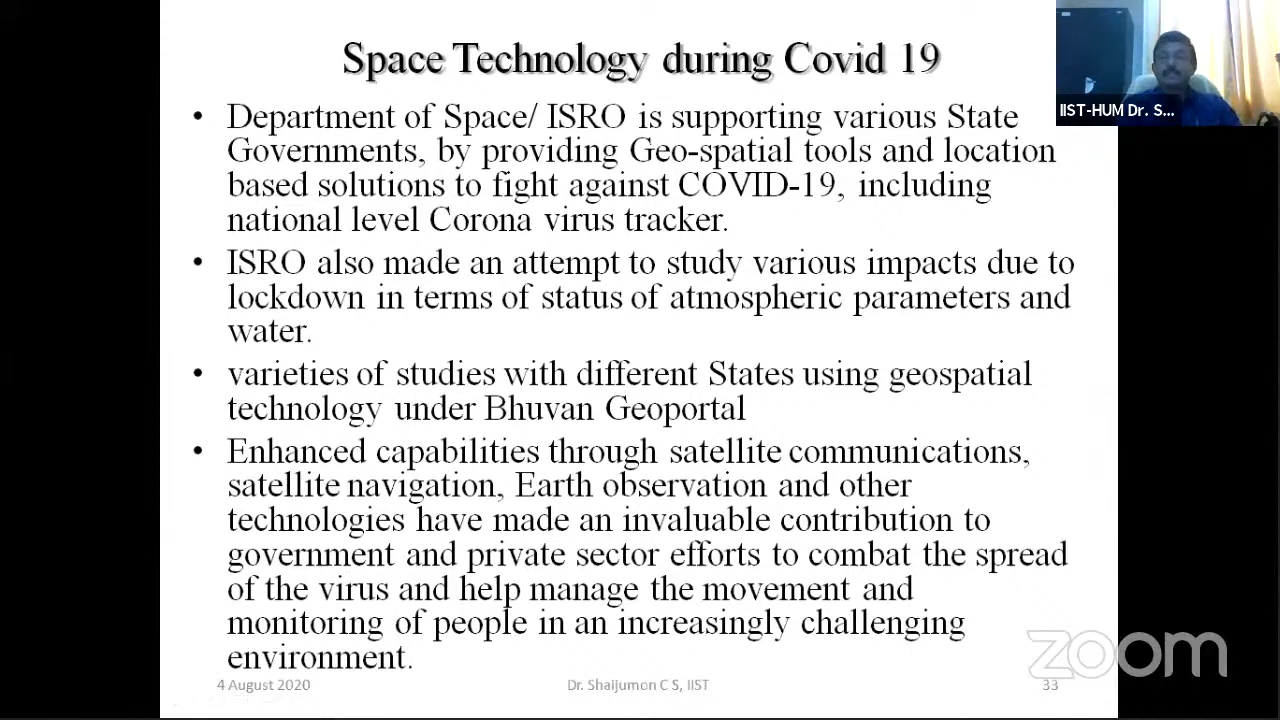 Space Technology during Covid 19
• Department of Space/ ISRO is supporting various State
Governments, by providing Geo-spatial tools and location
based solutions to fight against COVID-19, including
national level Corona virus tracker.
• ISRO also made an attempt to study various impacts due to
lockdown in terms of status of atmospheric parameters and
water.
• varieties of studies with different States using geospatial
technology under Bhuvan Geoportal
• Enhanced capabilities through satellite communications,
satellite navigation, Earth observation and other
technologies have made an invaluable contribution to
government and private sector efforts to combat the spread
of the virus and help manage the movement and
monitoring of people in an increasingly challenging
environment.
4 August 2020 Dr. Shaijumon C S, IIST 33
IIST-HUM Dr. S...
zoom